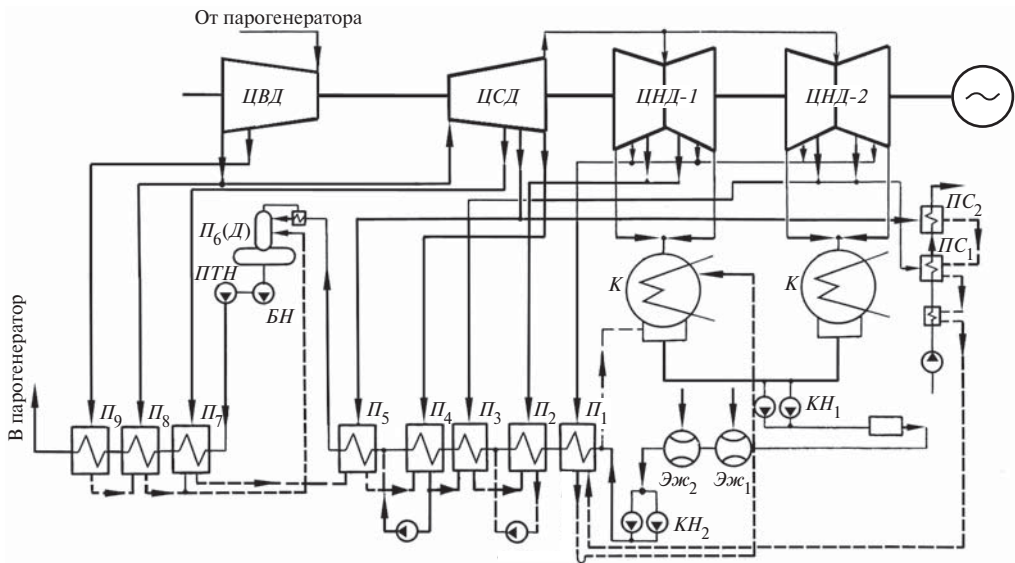 От парогенератора
ЦВД
ЦСД
ЦНД-1
ЦНД-2
П6(Д)
ПС2
ПТН
ПС1
К
К
БН
В парогенератор
П9
П8
П7
П5
П4
П3
П2
П1
КН1
Эж2
Эж1
КН2